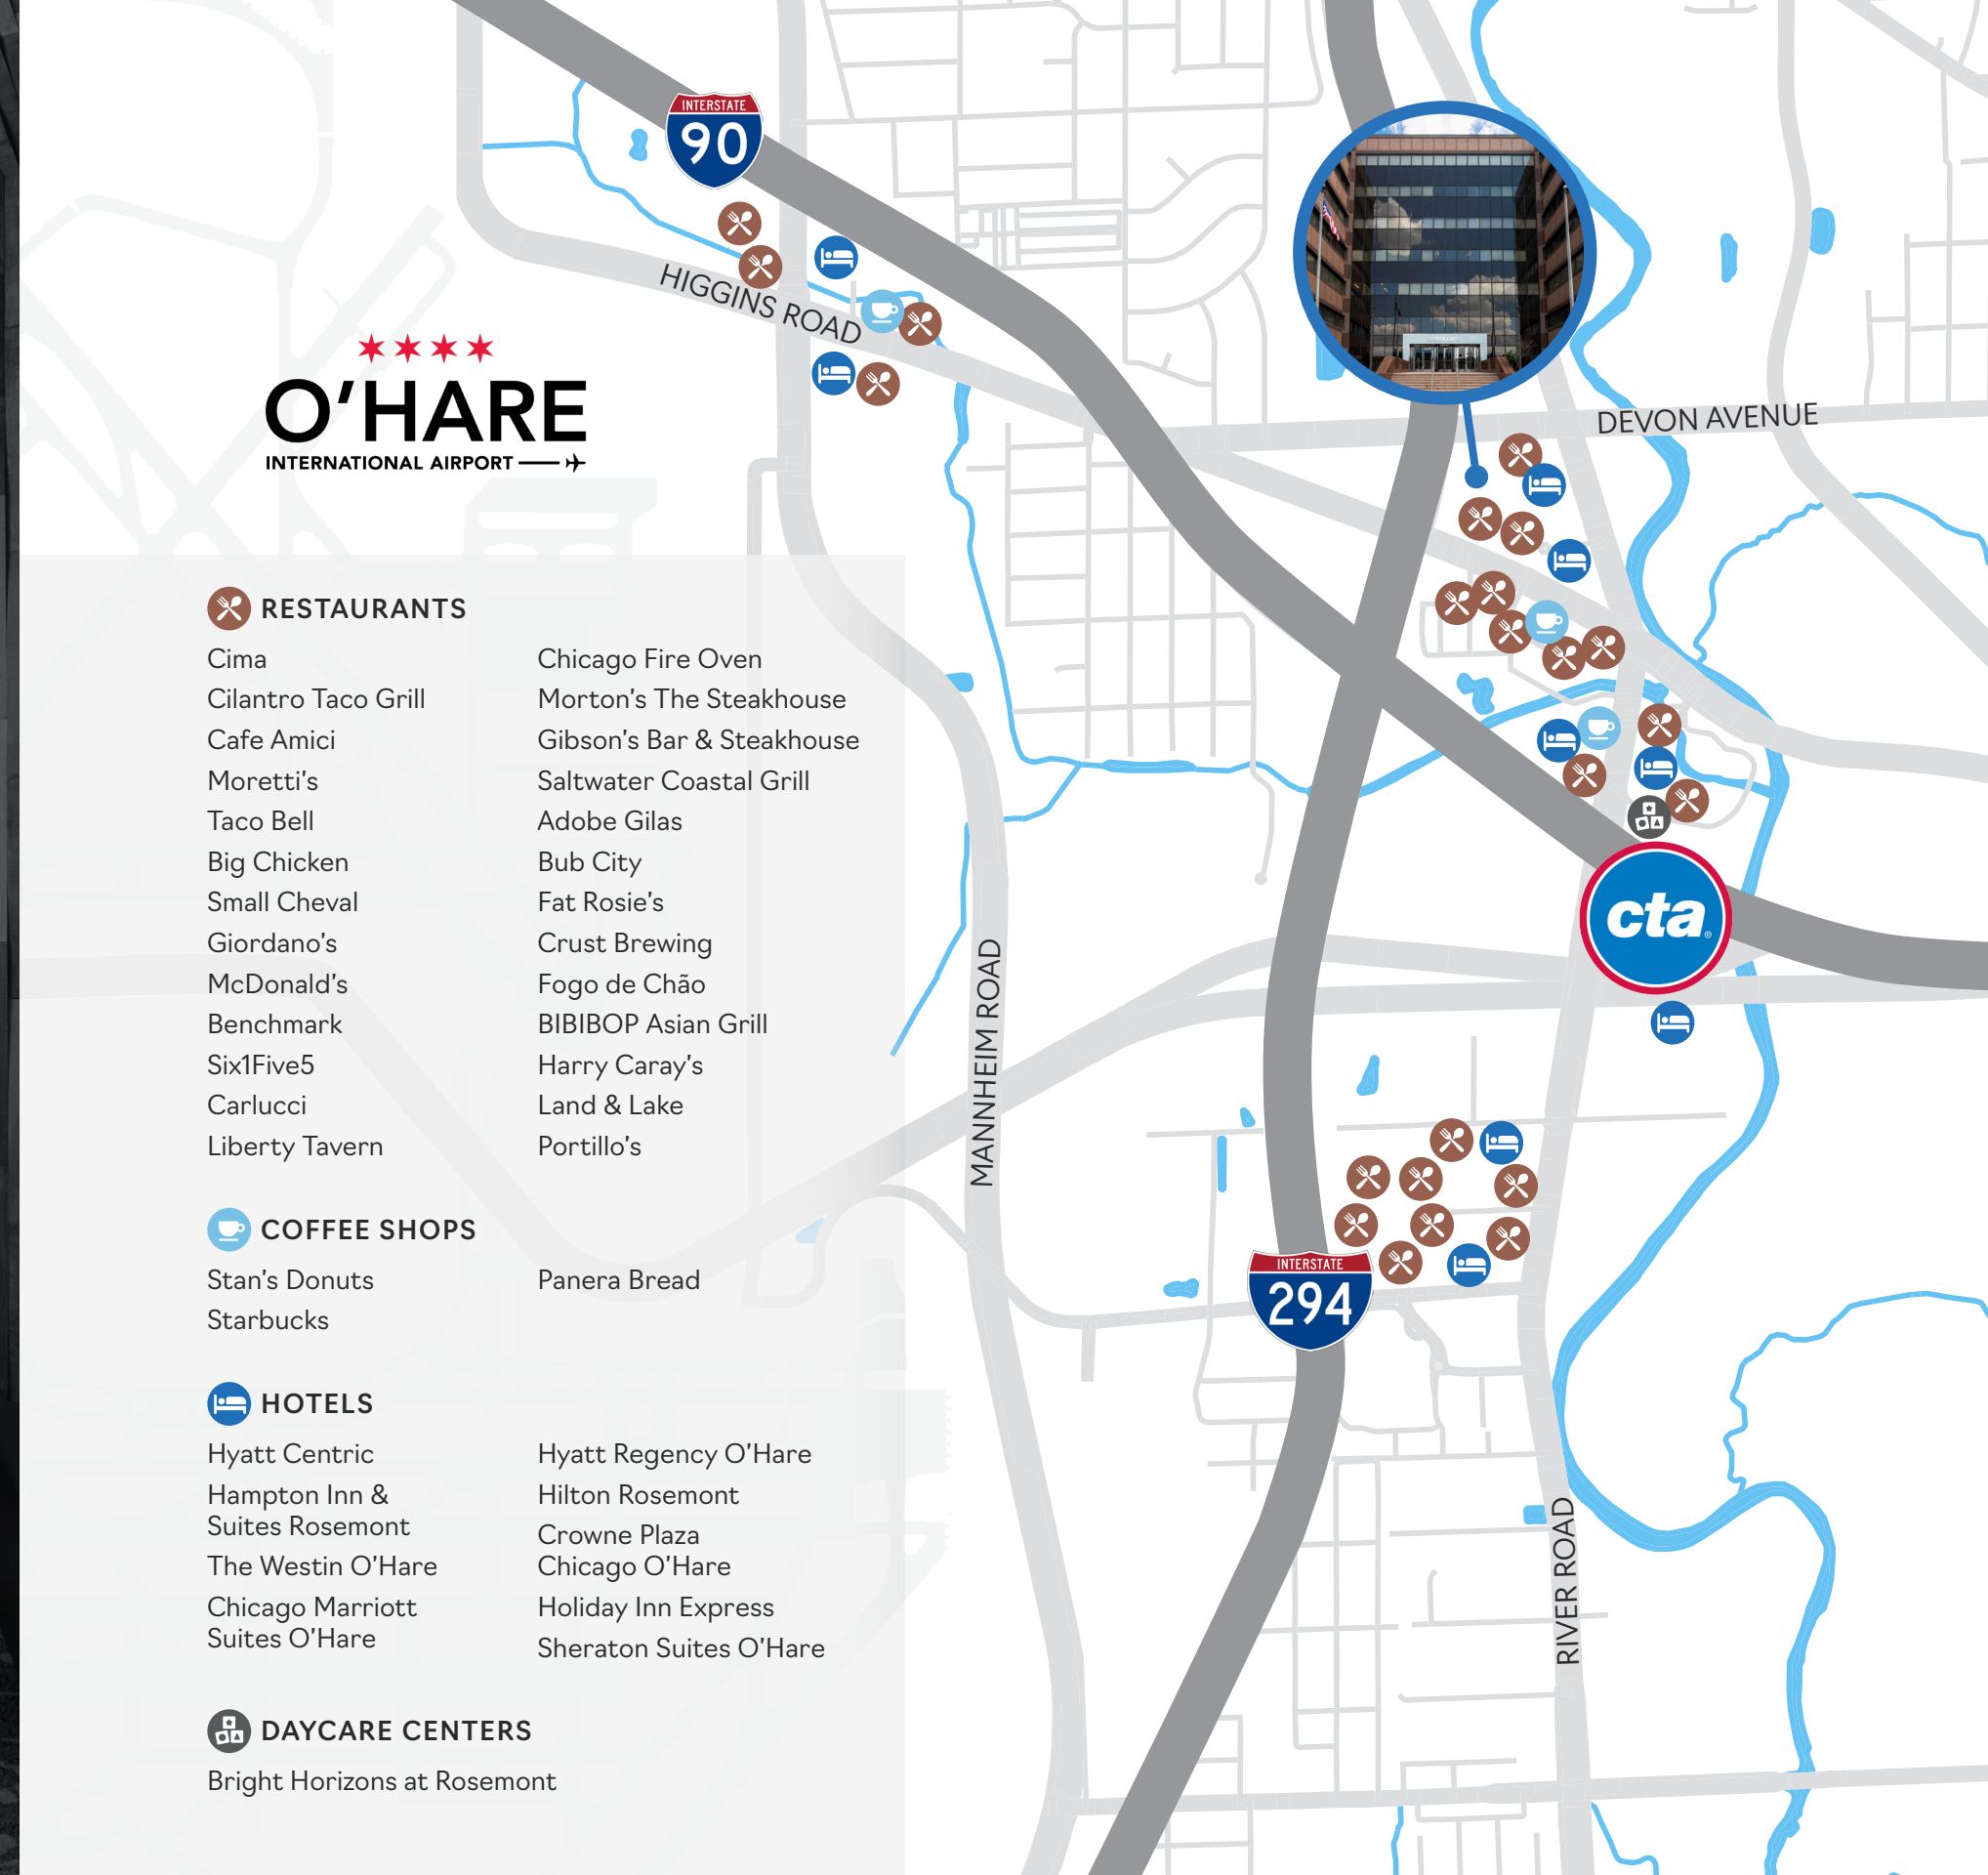 INTERSTATE
90
HIGGINS ROAD
O'HARE
INTERNATIONAL AIRPORT
DEVON AVENUE
RESTAURANTS
Cima
Cilantro Taco Grill
Cafe Amici
Moretti's
Taco Bell
Big Chicken
Small Cheval
Giordano's
McDonald's
Benchmark
Six1Five5
Carlucci
Liberty Tavern
Chicago Fire Oven
Morton's The Steakhouse
Gibson's Bar & Steakhouse
Saltwater Coastal Grill
Adobe Gilas
Bub City
Fat Rosie's
Crust Brewing
Fogo de Chão
BIBIBOP Asian Grill
Harry Caray's
Land & Lake
Portillo's
COFFEE SHOPS
Stan's Donuts
Starbucks
Panera Bread
HOTELS
Hyatt Centric
Hampton Inn &
Suites Rosemont
The Westin O'Hare
Chicago Marriott
Suites O'Hare
Hyatt Regency O'Hare
Hilton Rosemont
Crowne Plaza
Chicago O'Hare
Holiday Inn Express
Sheraton Suites O'Hare
DAYCARE CENTERS
Bright Horizons at Rosemont
cta®
MANNHEIM ROAD
INTERSTATE
294
RIVER ROAD